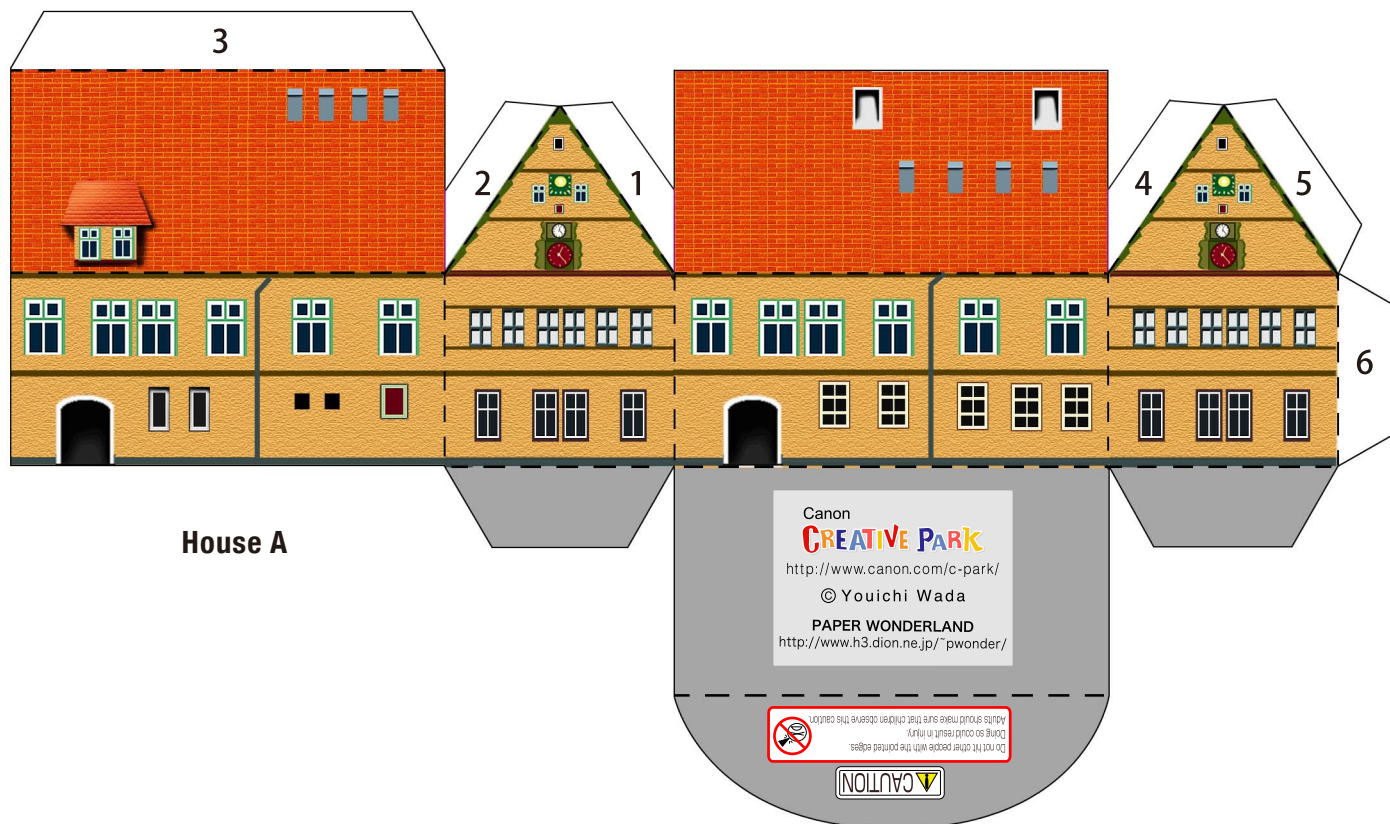 3
2
1
4
5
6
House A
Canon
CREATIVE PARK
http://www.canon.com/c-park/
© Youichi Wada
PAPER WONDERLAND
http://www.h3.dion.ne.jp/~pwonder/
CAUTION
Do not hit other people with the pointed edges.
Doing so could result in injury.
Adults should make sure that children observe this caution.